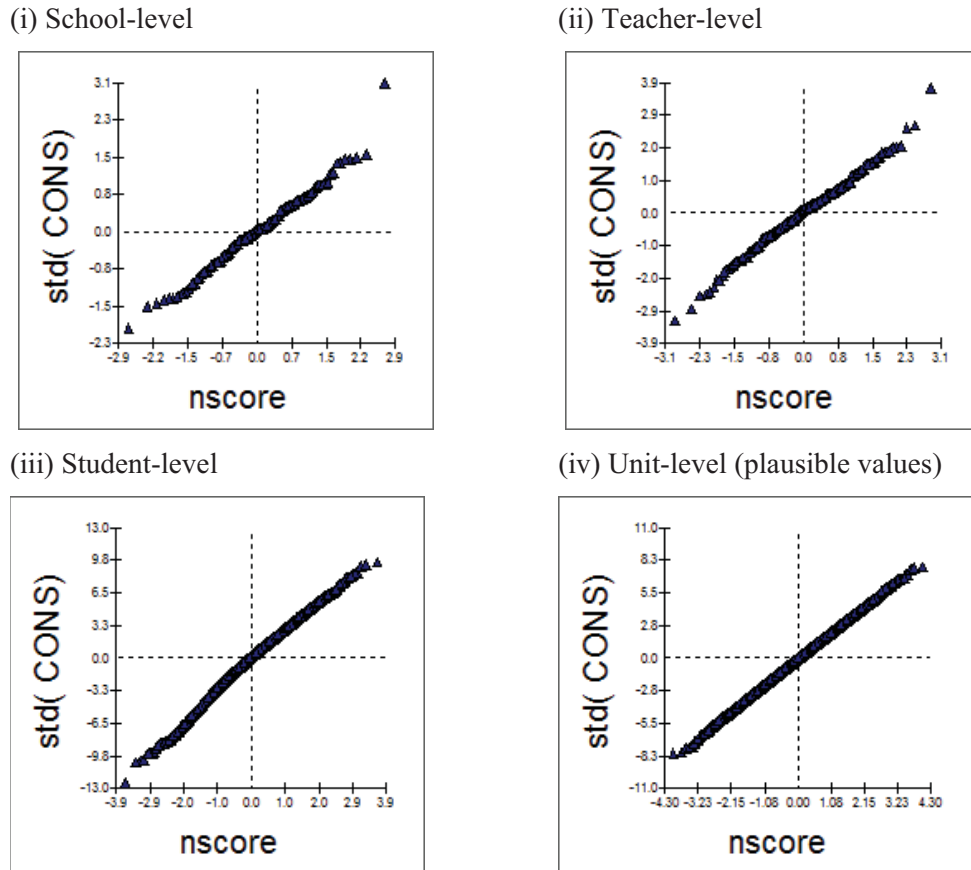 (i) School-level
(ii) Teacher-level
3.1
2.3
1.5
0.8
0.0
-0.8
-1.5
-2.3
std( CONS)
-2.9 -2.2 -1.5 -0.7 0.0 0.7 1.5 2.2 2.9
nscore
3.9
2.9
2.0
1.0
0.0
-1.0
-2.0
-2.9
-3.9
std( CONS)
-3.1 -2.3 -1.5 -0.8 0.0 0.8 1.5 2.3 3.1
nscore
(iii) Student-level
(iv) Unit-level (plausible values)
13.0
9.8
6.5
3.3
0.0
-3.3
-6.5
-9.8
-13.0
std( CONS)
-3.9 -2.9 -2.0 -1.0 0.0 1.0 2.0 2.9 3.9
nscore
11.0
8.3
5.5
2.8
0.0
-2.8
-5.5
-8.3
-11.0
std( CONS)
-4.30 -3.23 -2.15 -1.08 0.00 1.08 2.15 3.23 4.30
nscore